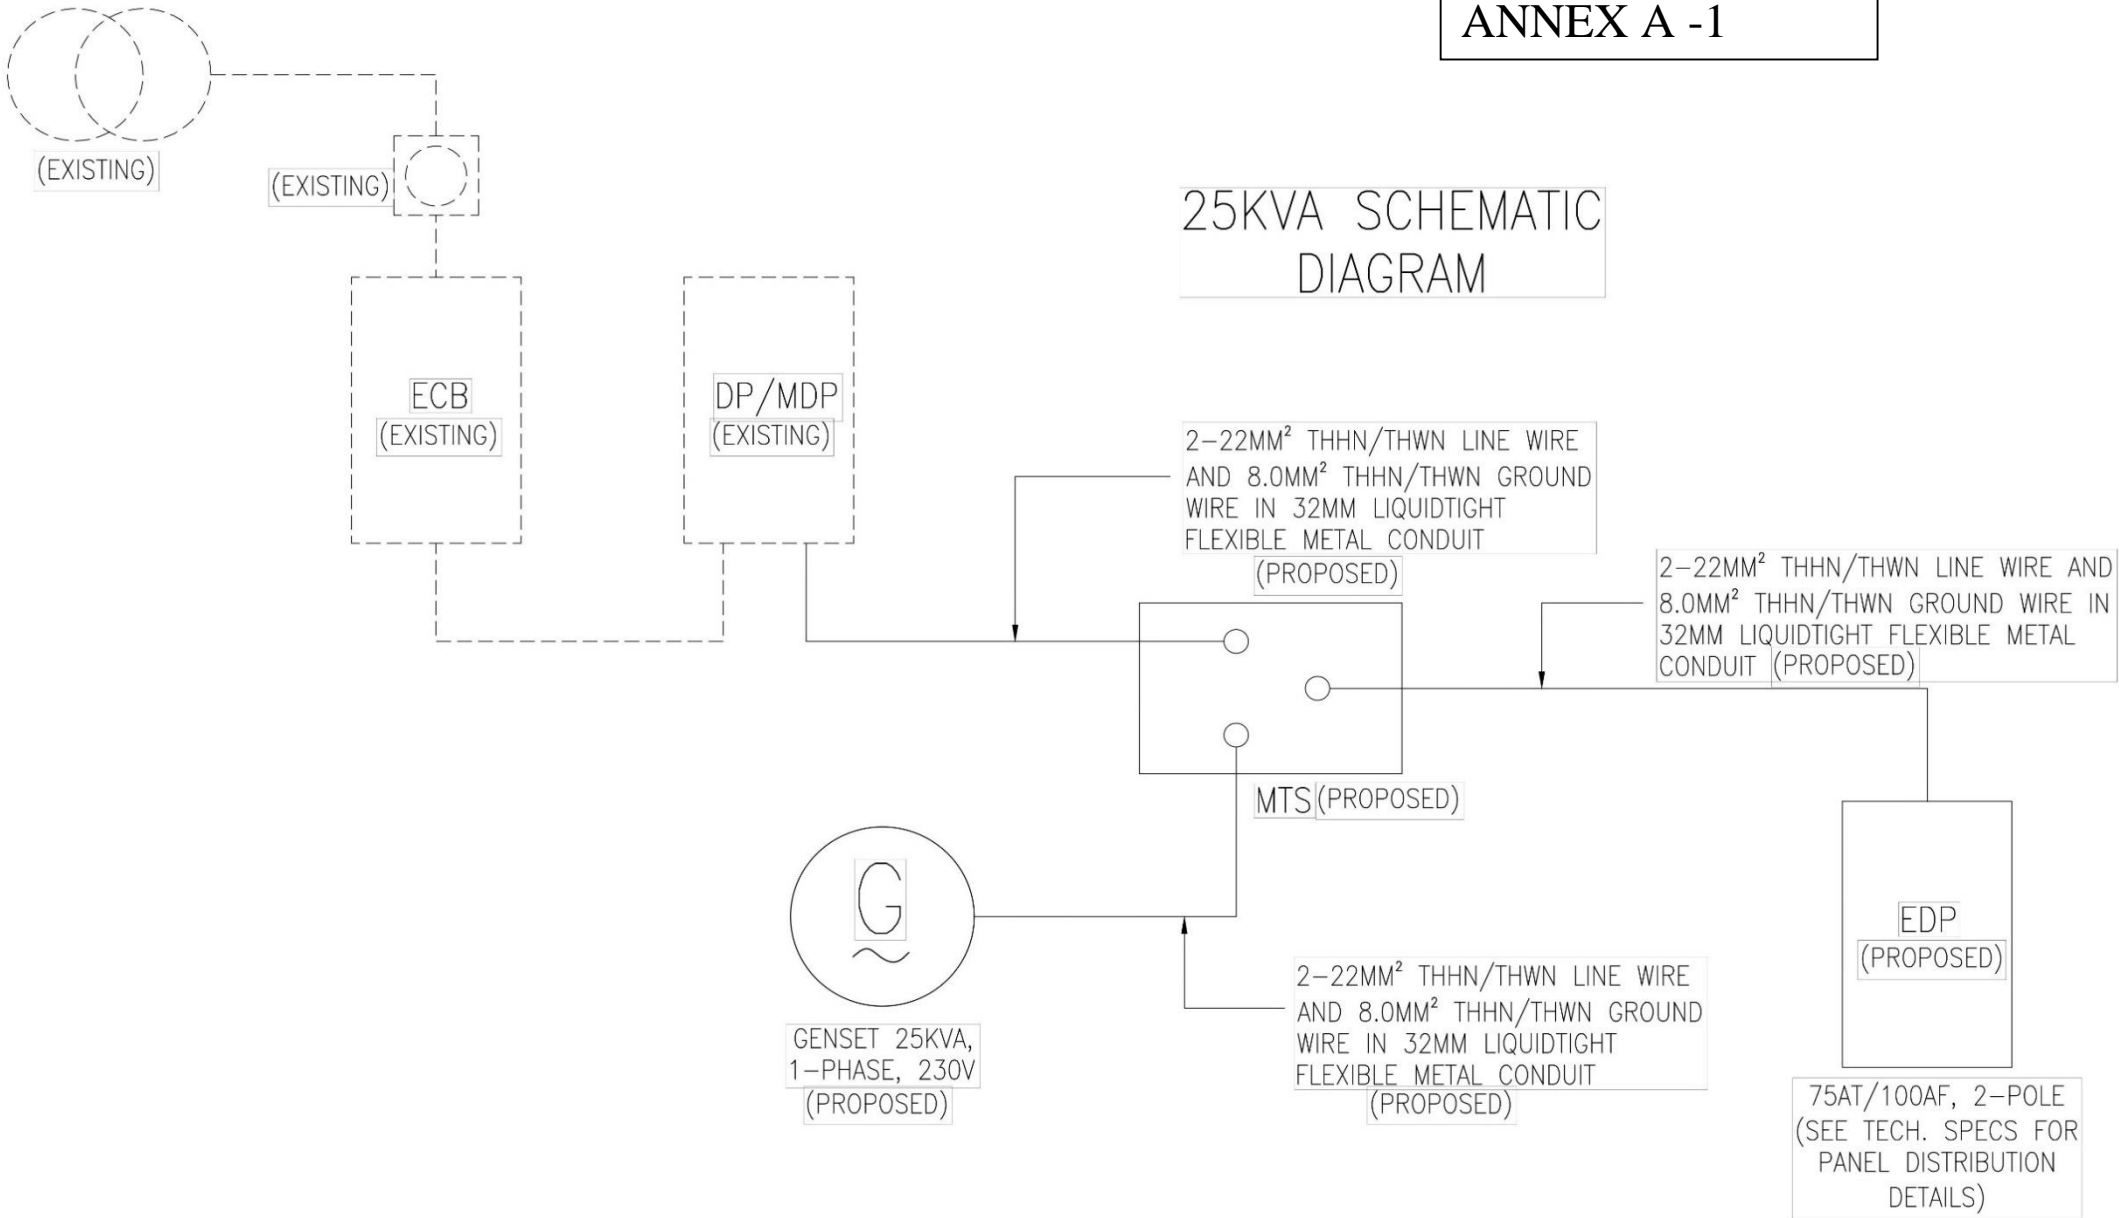 ANNEX A -1
(EXISTING)
(EXISTING)
25KVA SCHEMATIC
DIAGRAM
ECB
(EXISTING)
DP/MDP
(EXISTING)
2-22MM² THHN/THWN LINE WIRE
AND 8.0MM² THHN/THWN GROUND
WIRE IN 32MM LIQUIDTIGHT
FLEXIBLE METAL CONDUIT
(PROPOSED)
2-22MM² THHN/THWN LINE WIRE AND
8.0MM² THHN/THWN GROUND WIRE IN
32MM LIQUIDTIGHT FLEXIBLE METAL
CONDUIT (PROPOSED)
MTS (PROPOSED)
G
GENSET 25KVA,
1-PHASE, 230V
(PROPOSED)
2-22MM² THHN/THWN LINE WIRE
AND 8.0MM² THHN/THWN GROUND
WIRE IN 32MM LIQUIDTIGHT
FLEXIBLE METAL CONDUIT
(PROPOSED)
EDP
(PROPOSED)
75AT/100AF, 2-POLE
(SEE TECH. SPECS FOR
PANEL DISTRIBUTION
DETAILS)